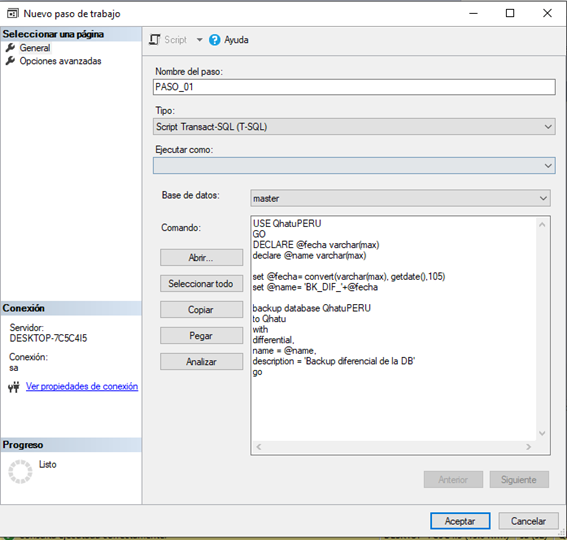 Nuevo paso de trabajo
Seleccionar una página
General
Opciones avanzadas
Script
Ayuda
Nombre del paso:
PASO_01
Tipo:
Script Transact-SQL (T-SQL)
Ejecutar como:
Base de datos:
master
Comando:
Abrir...
Seleccionar todo
Copiar
Pegar
Analizar
USE QhatuPERU
GO
DECLARE @fecha varchar(max)
declare @name varchar(max)
set @fecha= convert(varchar(max), getdate(),105)
set @name= 'BK_DIF_'+@fecha
backup database QhatuPERU
to Qhatu
with
differential,
name = @name,
description = 'Backup diferencial de la DB'
go
Conexión
Servidor:
DESKTOP-7C5C4I5
Conexión:
sa
Ver propiedades de conexión
Progreso
Listo
Anterior
Siguiente
Aceptar
Cancelar